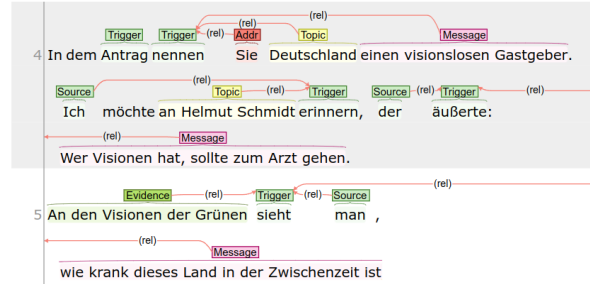 (rel)
Trigger Trigger (rel) (rel) Addr Topic Message
4 In dem Antrag nennen Sie Deutschland einen visionslosen Gastgeber.
(rel)
Source Topic (rel) Trigger Source (rel) Trigger (rel)
Ich möchte an Helmut Schmidt erinnern, der äußerte:
(rel) Message
Wer Visionen hat, sollte zum Arzt gehen.
(rel)
Evidence (rel) Trigger (rel) Source
5 An den Visionen der Grünen sieht man ,
(rel)
Message
wie krank dieses Land in der Zwischenzeit ist